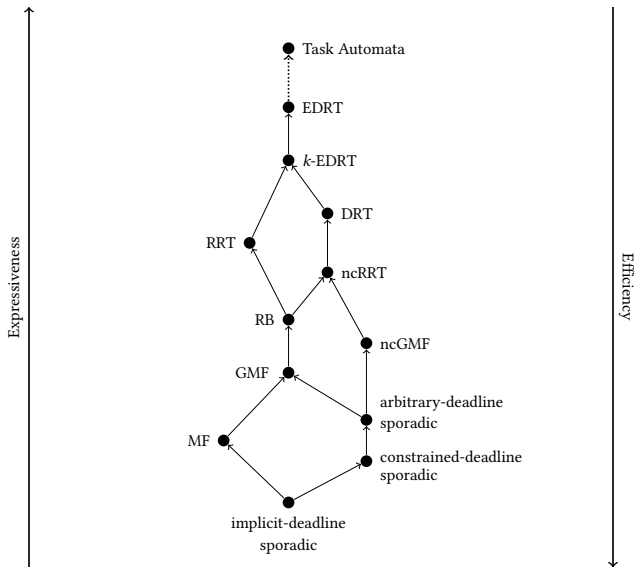 Task Automata
EDRT
k-EDRT
DRT
RRT
Expressiveness
Efficiency
ncRRT
RB
ncGMF
GMF
arbitrary-deadline
sporadic
MF
constrained-deadline
sporadic
implicit-deadline
sporadic